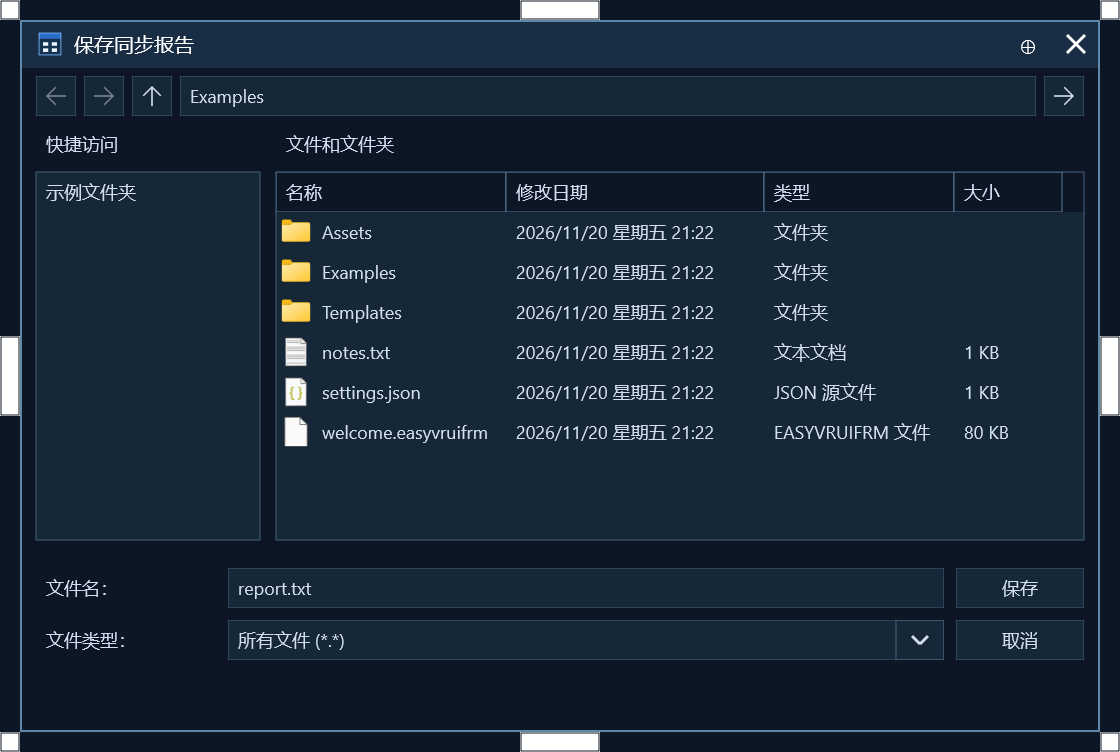 保存同步报告
Examples
快捷访问
文件和文件夹
示例文件夹
名称 修改日期 类型 大小
Assets 2026/11/20 星期五 21:22 文件夹
Examples 2026/11/20 星期五 21:22 文件夹
Templates 2026/11/20 星期五 21:22 文件夹
notes.txt 2026/11/20 星期五 21:22 文本文档 1 KB
settings.json 2026/11/20 星期五 21:22 JSON 源文件 1 KB
welcome.easyvruifrm 2026/11/20 星期五 21:22 EASYVRUIFRM 文件 80 KB
文件名: report.txt 保存
文件类型: 所有文件 (*.*) 取消